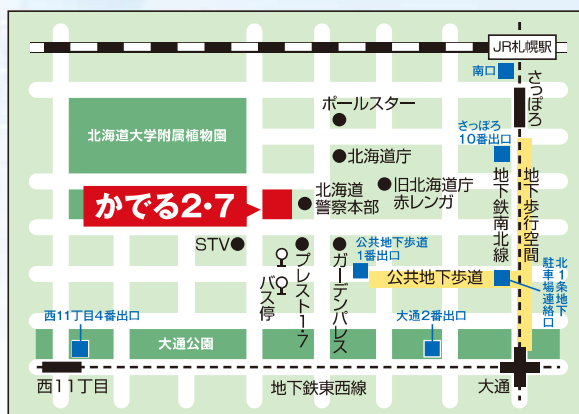 JR札幌駅
南口
さっぽろ
ポールスター
さっぽろ
10番出口
北海道大学附属植物園
北海道庁
旧北海道庁
赤レンガ
北海道
警察本部
かでる2・7
地下鉄南北線
地下歩行空間
STV
バス停
プレスト1・7
ガーデンパレス
公共地下歩道
1番出口
公共地下歩道
北1条地下
駐車場連絡口
西11丁目4番出口
大通公園
大通2番出口
西11丁目
地下鉄東西線
大通